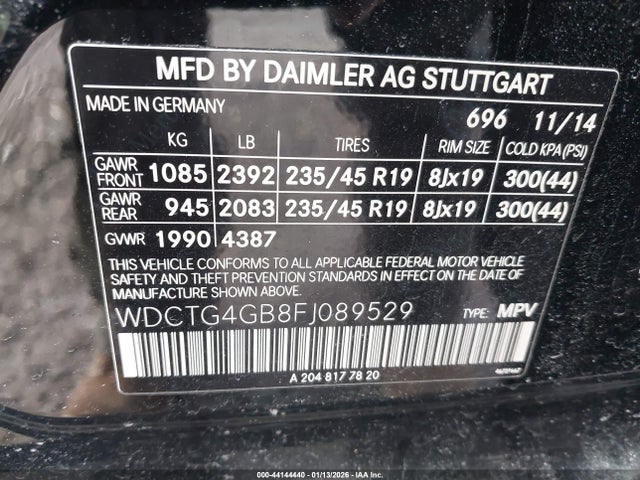 MFD BY DAIMLER AG STUTTGART
MADE IN GERMANY 696 11/14
KG LB TIRES RIM SIZE COLD KPA(PSI)
GAWR FRONT 1085 2392 235/45 R19 8Jx19 300(44)
GAWR REAR 945 2083 235/45 R19 8Jx19 300(44)
GVWR 1990 4387
THIS VEHICLE CONFORMS TO ALL APPLICABLE FEDERAL MOTOR VEHICLE
SAFETY AND THEFT PREVENTION STANDARDS IN EFFECT ON THE DATE
OF MANUFACTURE SHOWN ABOVE.
WDCTG4GB8FJ089529 TYPE: MPV
A 204 817 78 20
000-44144440 - 01/13/2026 - IAA Inc.